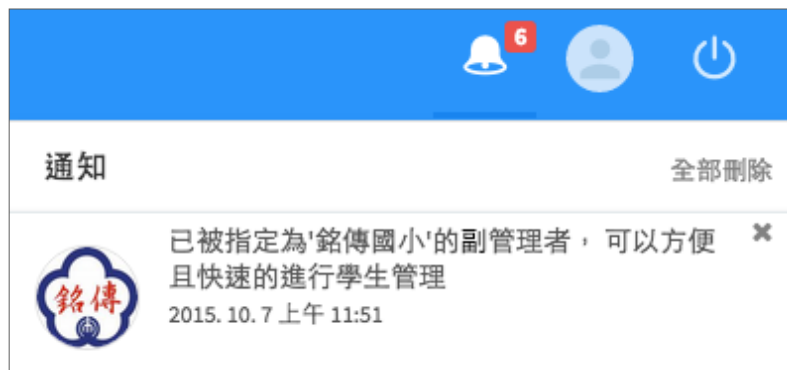 6
通知
全部刪除
已被指定為'銘傳國小'的副管理者， 可以方便
且快速的進行學生管理
2015. 10. 7 上午 11:51
銘傳